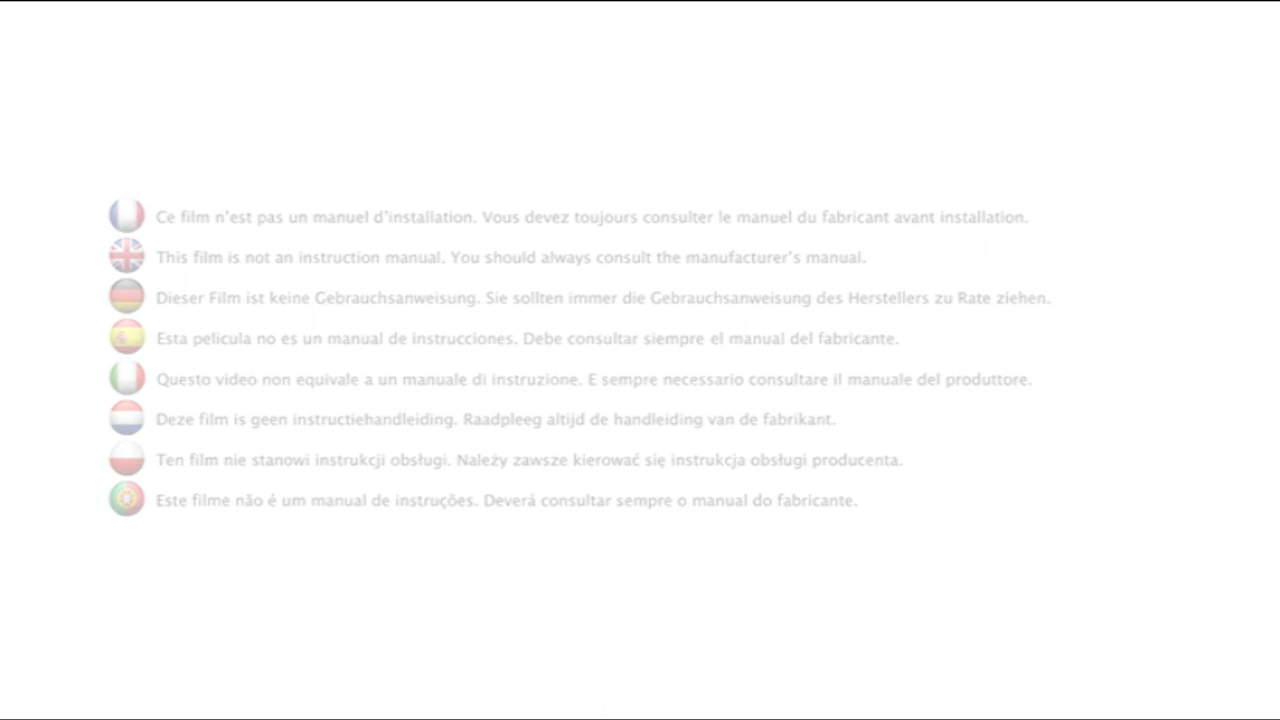 Ce film n'est pas un manuel d'installation. Vous devez toujours consulter le manuel du fabricant avant installation.
This film is not an instruction manual. You should always consult the manufacturer's manual.
Dieser Film ist keine Gebrauchsanweisung. Sie sollten immer die Gebrauchsanweisung des Herstellers zu Rate ziehen.
Esta pelicula no es un manual de instrucciones. Debe consultar siempre el manual del fabricante.
Questo video non equivale a un manuale di instruzione. E sempre necessario consultare il manuale del produttore.
Deze film is geen instructiehandleiding. Raadpleeg altijd de handleiding van de fabrikant.
Ten film nie stanowi instrukcji obsługi. Należy zawsze kierować się instrukcja obsługi producenta.
Este filme não é um manual de instruções. Deverá consultar sempre o manual do fabricante.